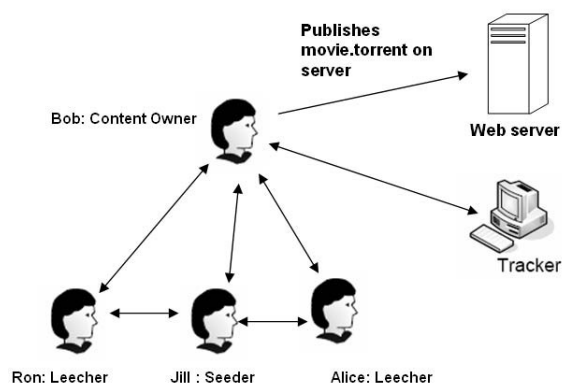 Publishes
movie.torrent on
server
Bob: Content Owner
Web server
Tracker
Ron: Leecher
Jill : Seeder
Alice: Leecher